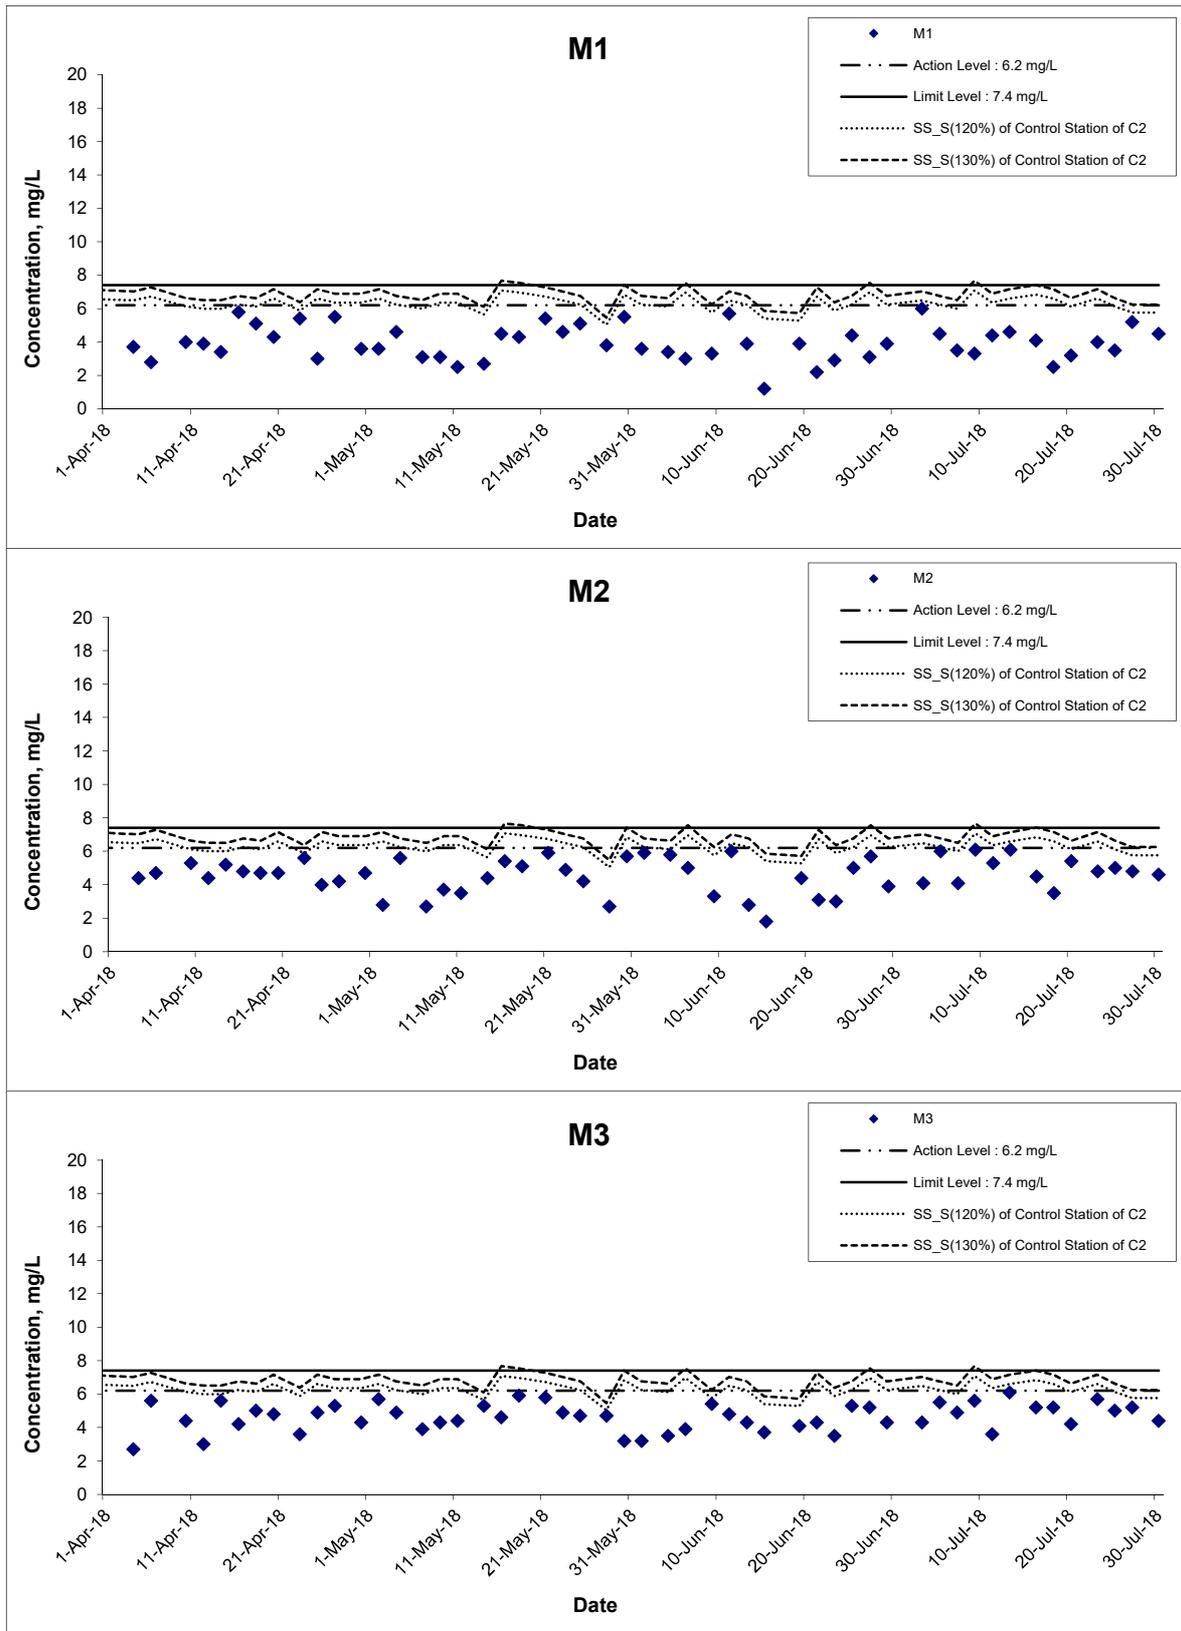 M1
M1
Action Level : 6.2 mg/L
Limit Level : 7.4 mg/L
SS_S(120%) of Control Station of C2
SS_S(130%) of Control Station of C2
Concentration, mg/L
20
18
16
14
12
10
8
6
4
2
0
1-Apr-18
11-Apr-18
21-Apr-18
1-May-18
11-May-18
21-May-18
31-May-18
10-Jun-18
20-Jun-18
30-Jun-18
10-Jul-18
20-Jul-18
30-Jul-18
Date
M2
M2
Action Level : 6.2 mg/L
Limit Level : 7.4 mg/L
SS_S(120%) of Control Station of C2
SS_S(130%) of Control Station of C2
Concentration, mg/L
20
18
16
14
12
10
8
6
4
2
0
1-Apr-18
11-Apr-18
21-Apr-18
1-May-18
11-May-18
21-May-18
31-May-18
10-Jun-18
20-Jun-18
30-Jun-18
10-Jul-18
20-Jul-18
30-Jul-18
Date
M3
M3
Action Level : 6.2 mg/L
Limit Level : 7.4 mg/L
SS_S(120%) of Control Station of C2
SS_S(130%) of Control Station of C2
Concentration, mg/L
20
18
16
14
12
10
8
6
4
2
0
1-Apr-18
11-Apr-18
21-Apr-18
1-May-18
11-May-18
21-May-18
31-May-18
10-Jun-18
20-Jun-18
30-Jun-18
10-Jul-18
20-Jul-18
30-Jul-18
Date